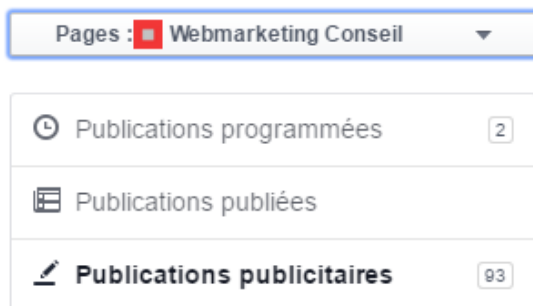 Pages : Webmarketing Conseil
Publications programmées 2
Publications publiées
Publications publicitaires 93